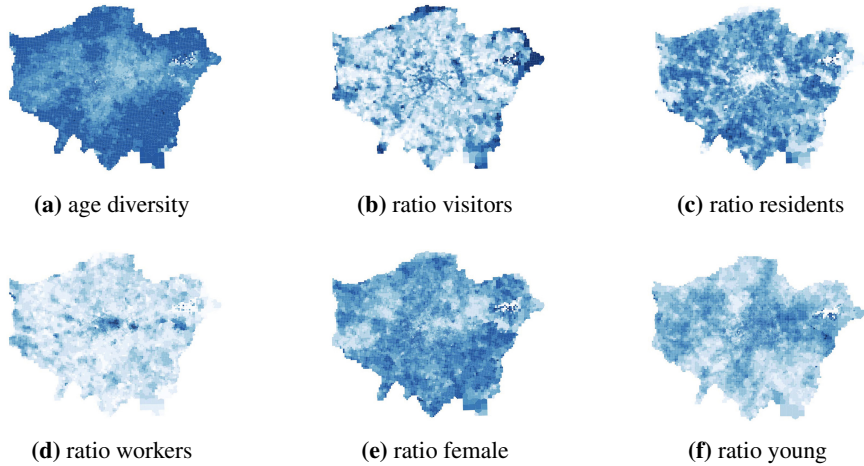 (a) age diversity
(b) ratio visitors
(c) ratio residents
(d) ratio workers
(e) ratio female
(f) ratio young